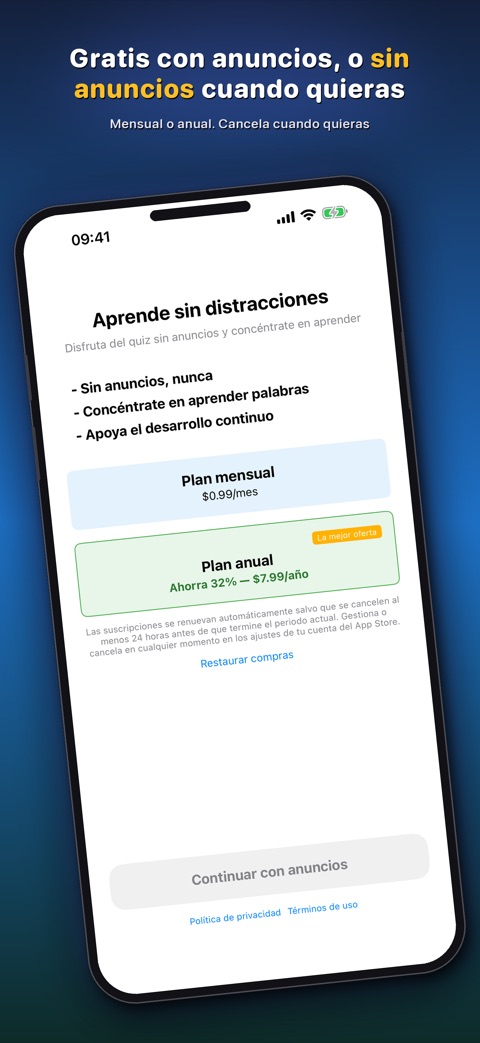 Gratis con anuncios, o sin
anuncios cuando quieras
Mensual o anual. Cancela cuando quieras
09:41
Aprende sin distracciones
Disfruta del quiz sin anuncios y concéntrate en aprender
- Sin anuncios, nunca
- Concéntrate en aprender palabras
- Apoya el desarrollo continuo
Plan mensual
$0.99/mes
La mejor oferta
Plan anual
Ahorra 32% — $7.99/año
Las suscripciones se renuevan automáticamente salvo que se cancelen al
menos 24 horas antes de que termine el periodo actual. Gestiona o
cancela en cualquier momento en los ajustes de tu cuenta del App Store.
Restaurar compras
Continuar con anuncios
Política de privacidad Términos de uso